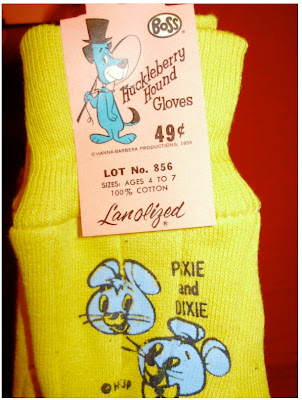 BOSS
Huckleberry
Hound
Gloves
49¢
© HANNA-BARBERA PRODUCTIONS, 1959
LOT No. 856
SIZES: AGES 4 TO 7
100% COTTON
Lanolized
PIXIE
and
DIXIE
© H-B P